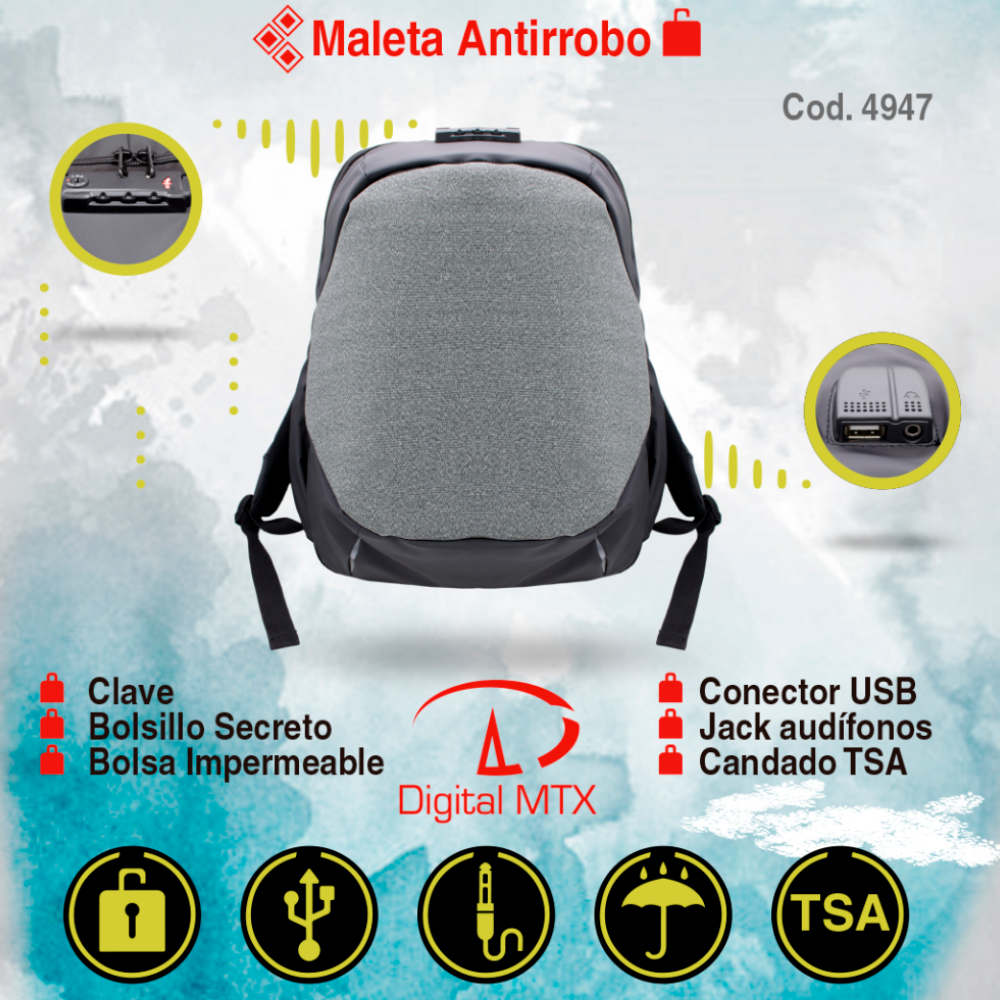 Maleta Antirrobo
Cod. 4947
Clave
Bolsillo Secreto
Bolsa Impermeable
Conector USB
Jack audífonos
Candado TSA
Digital MTX
TSA